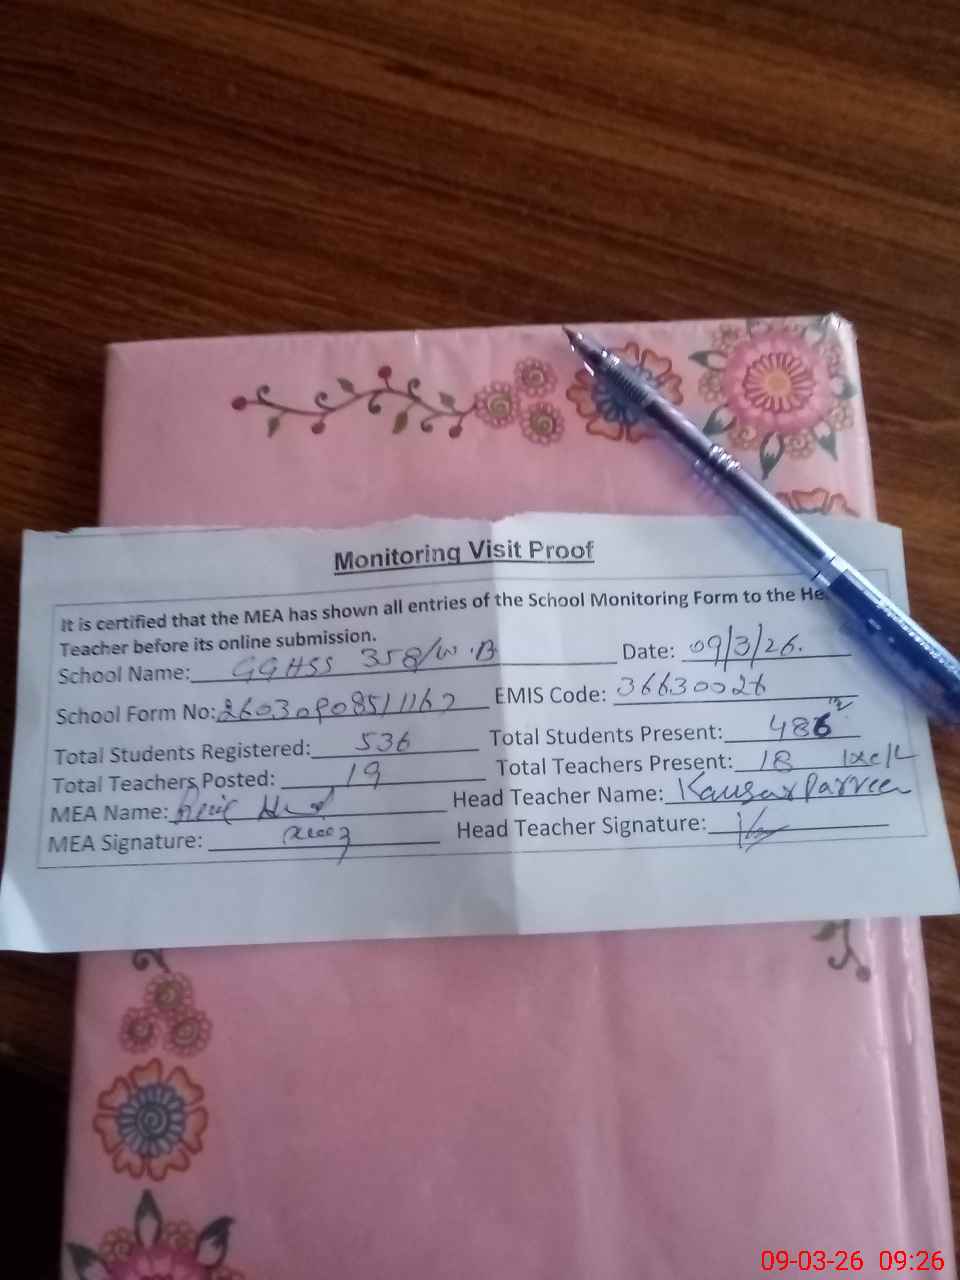 Monitoring Visit Proof
It is certified that the MEA has shown all entries of the School Monitoring Form to the He
Teacher before its online submission.
School Name: GGHSS 358/W.B Date: 09/3/26.
School Form No: EMIS Code: 36630026
Total Students Registered: 536 Total Students Present: 486
Total Teachers Posted: 19 Total Teachers Present: 18
MEA Name: Head Teacher Name: Kausar Parveen
MEA Signature: Head Teacher Signature:
09-03-26 09:26